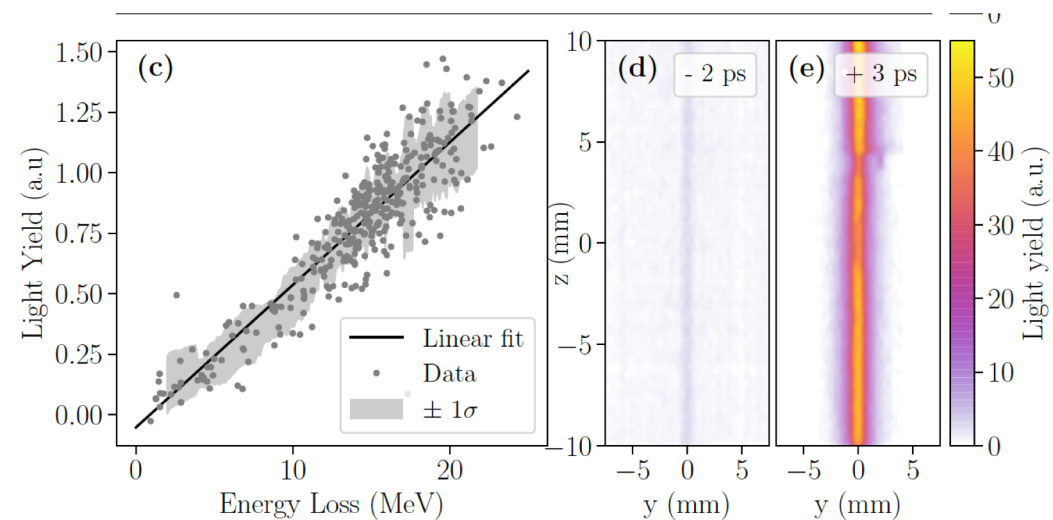 0
1.50
1.25
1.00
0.75
0.50
0.25
0.00
Light Yield (a.u)
(c)
Linear fit
Data
± 1σ
0
10
20
Energy Loss (MeV)
10
5
0
−5
−10
z (mm)
(d)
- 2 ps
−5
0
5
y (mm)
(e)
+ 3 ps
−5
0
5
y (mm)
50
40
30
20
10
0
Light yield (a.u.)